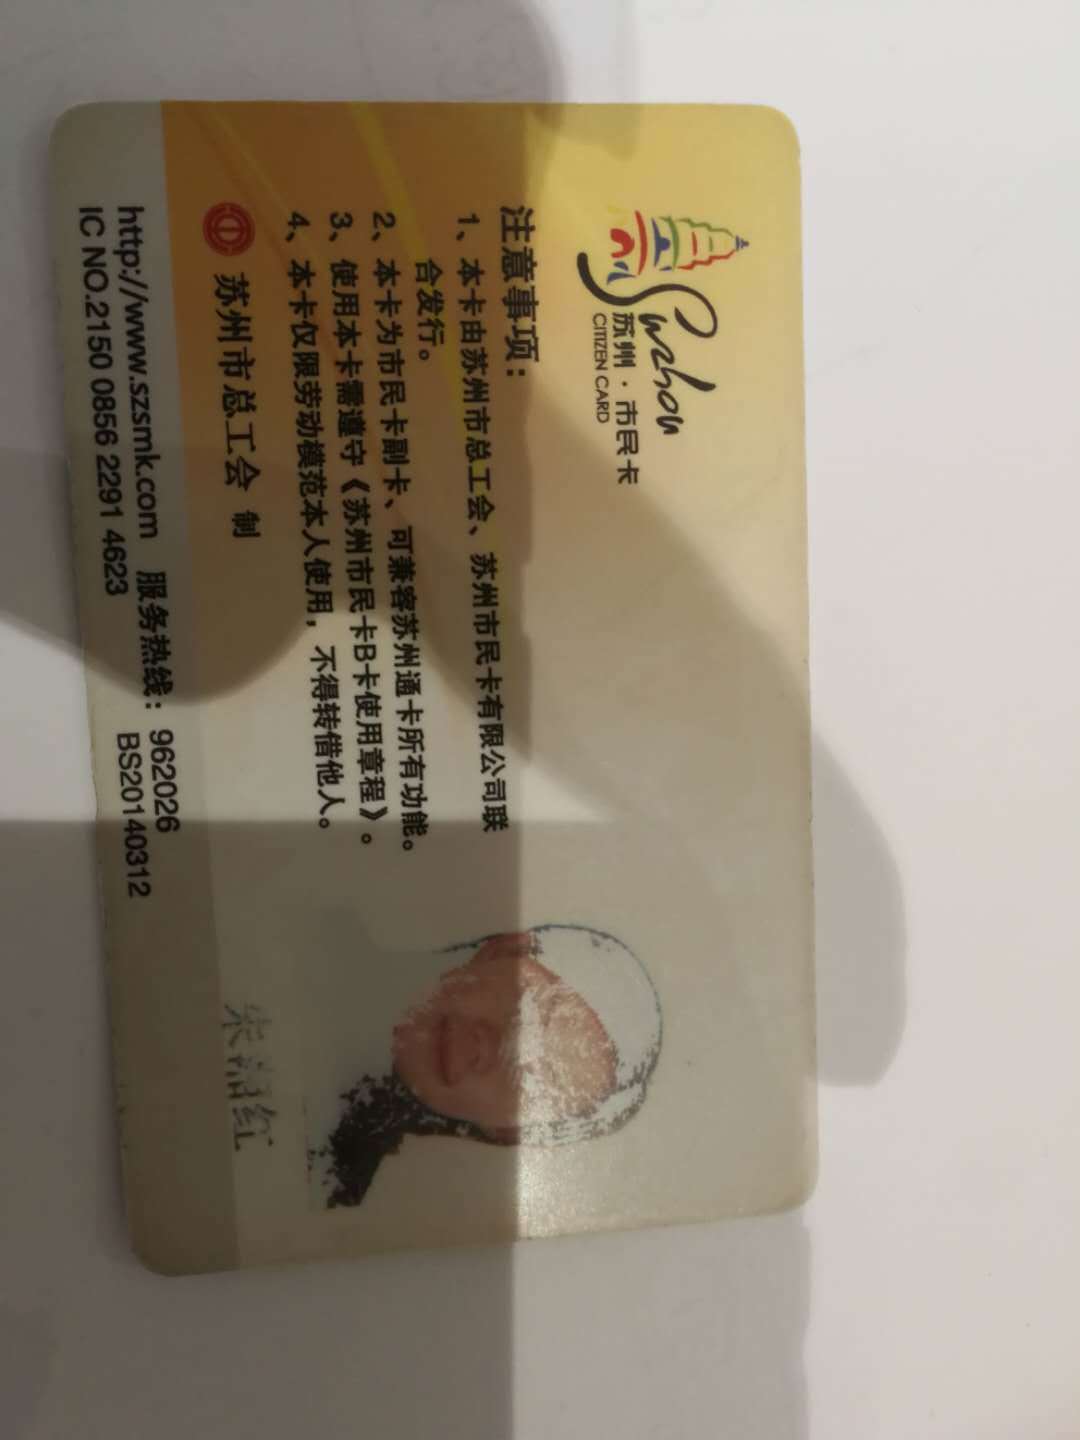 Suzhou
苏州·市民卡
CITIZEN CARD
注意事项：
1、本卡由苏州市总工会、苏州市民卡有限公司联
合发行。
2、本卡为市民卡副卡、可兼容苏州通卡所有功能。
3、使用本卡需遵守《苏州市民卡B卡使用章程》。
4、本卡仅限劳动模范本人使用，不得转借他人。
苏州市总工会 制
http://www.szsmk.com 服务热线：962026
IC NO.2150 0856 2291 4623 BS20140312